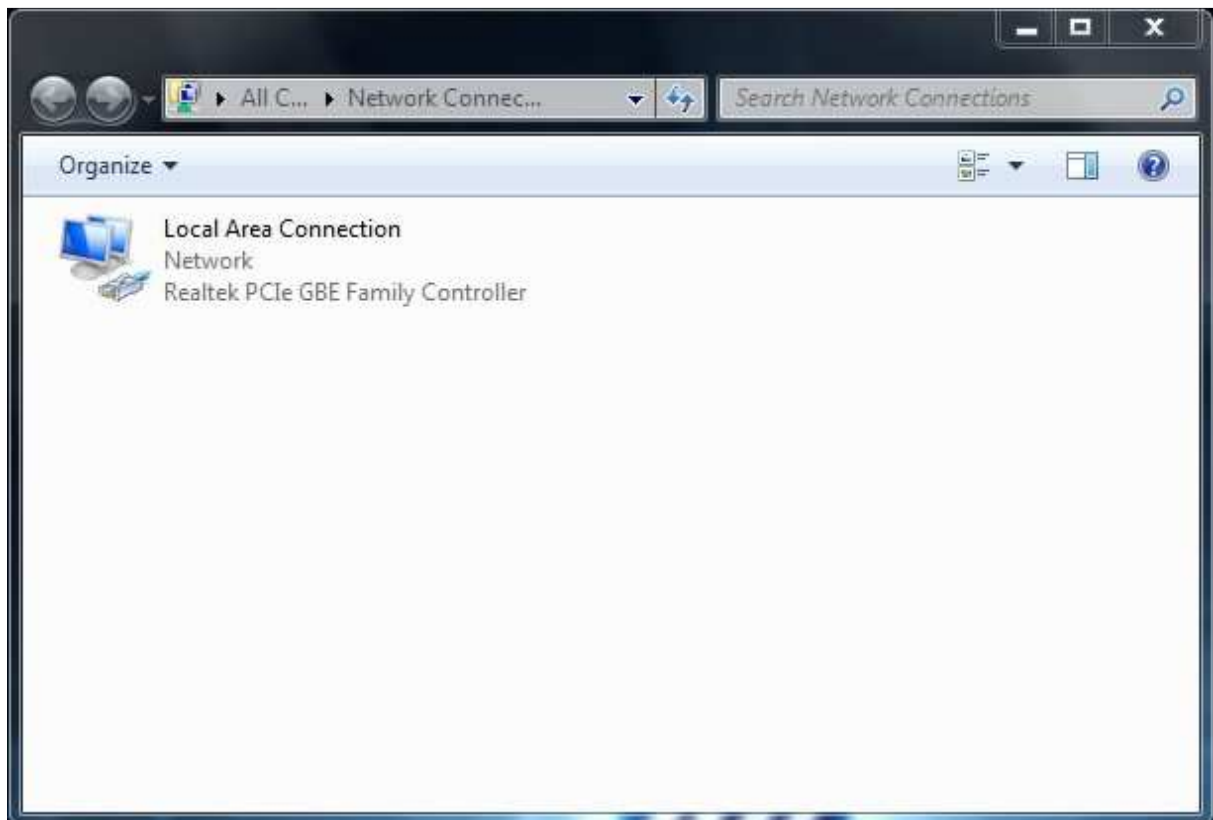 All C... Network Connec...
Search Network Connections
Organize
Local Area Connection
Network
Realtek PCIe GBE Family Controller